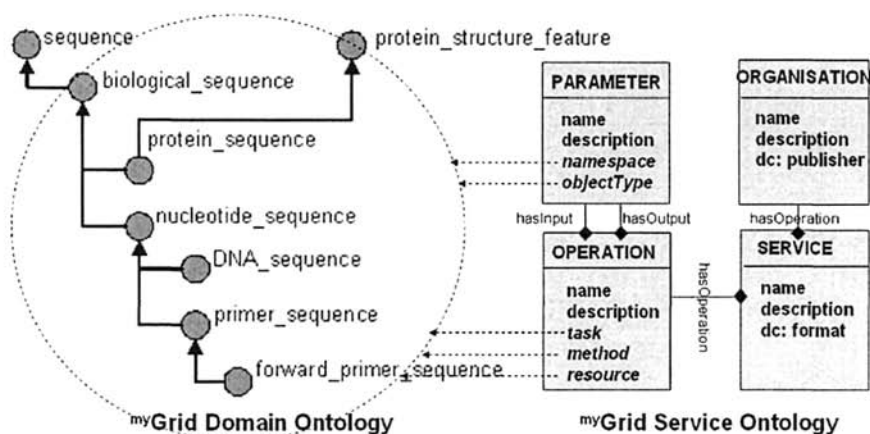 sequence
biological_sequence
protein_sequence
nucleotide_sequence
DNA_sequence
primer_sequence
forward_primer_sequence
protein_structure_feature
myGrid Domain Ontology
PARAMETER
name
description
namespace
objectType
hasInput
hasOutput
OPERATION
name
description
task
method
resource
hasOperation
ORGANISATION
name
description
dc: publisher
hasOperation
SERVICE
name
description
dc: format
myGrid Service Ontology